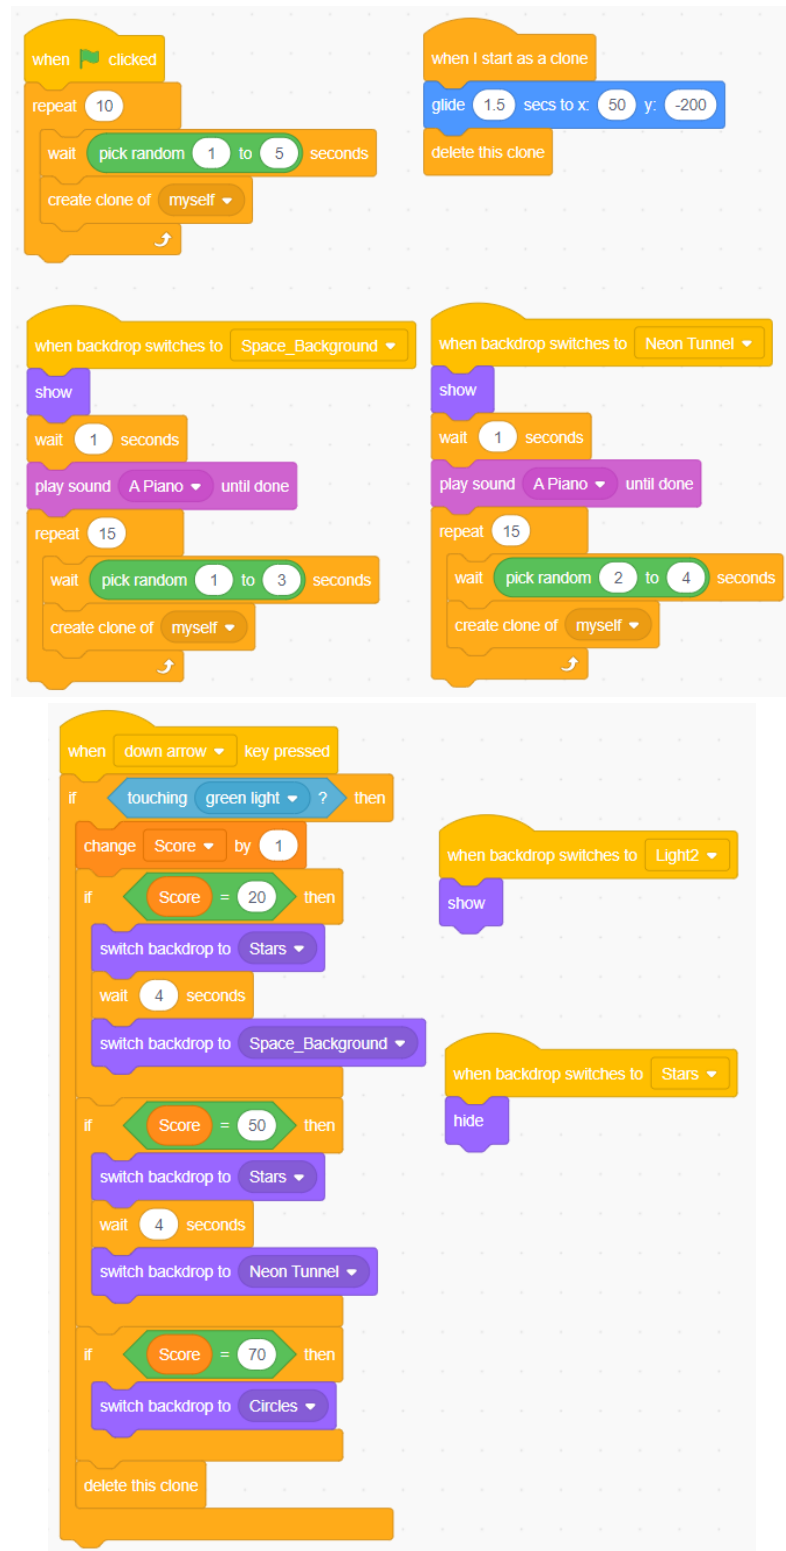 when clicked
repeat 10
wait pick random 1 to 5 seconds
create clone of myself
when I start as a clone
glide 1.5 secs to x: 50 y: -200
delete this clone
when backdrop switches to Space_Background
show
wait 1 seconds
play sound A Piano until done
repeat 15
wait pick random 1 to 3 seconds
create clone of myself
when backdrop switches to Neon Tunnel
show
wait 1 seconds
play sound A Piano until done
repeat 15
wait pick random 2 to 4 seconds
create clone of myself
when down arrow key pressed
if touching green light ? then
change Score by 1
if Score = 20 then
switch backdrop to Stars
wait 4 seconds
switch backdrop to Space_Background
if Score = 50 then
switch backdrop to Stars
wait 4 seconds
switch backdrop to Neon Tunnel
if Score = 70 then
switch backdrop to Circles
delete this clone
when backdrop switches to Light2
show
when backdrop switches to Stars
hide